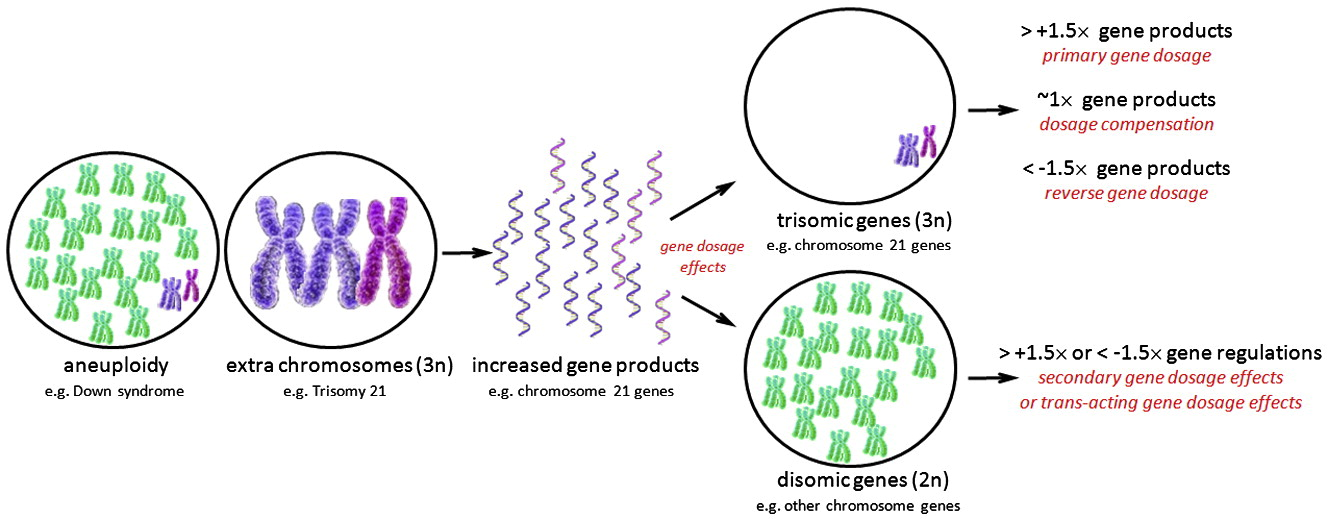 aneuploidy
e.g. Down syndrome
extra chromosomes (3n)
e.g. Trisomy 21
increased gene products
e.g. chromosome 21 genes
gene dosage
effects
trisomic genes (3n)
e.g. chromosome 21 genes
> +1.5× gene products
primary gene dosage
~1× gene products
dosage compensation
< -1.5× gene products
reverse gene dosage
disomic genes (2n)
e.g. other chromosome genes
> +1.5× or < -1.5× gene regulations
secondary gene dosage effects
or trans-acting gene dosage effects